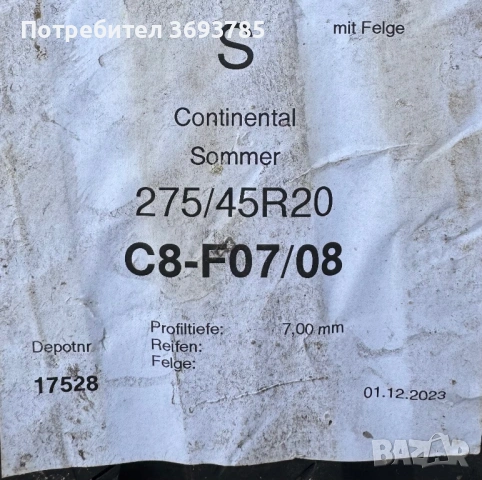 Потребител 3693785
S
mit Felge
Continental
Sommer
275/45R20
C8-F07/08
Profiltiefe: 7,00 mm
Depotnr.
Reifen:
Felge:
17528
01.12.2023
BAZAR